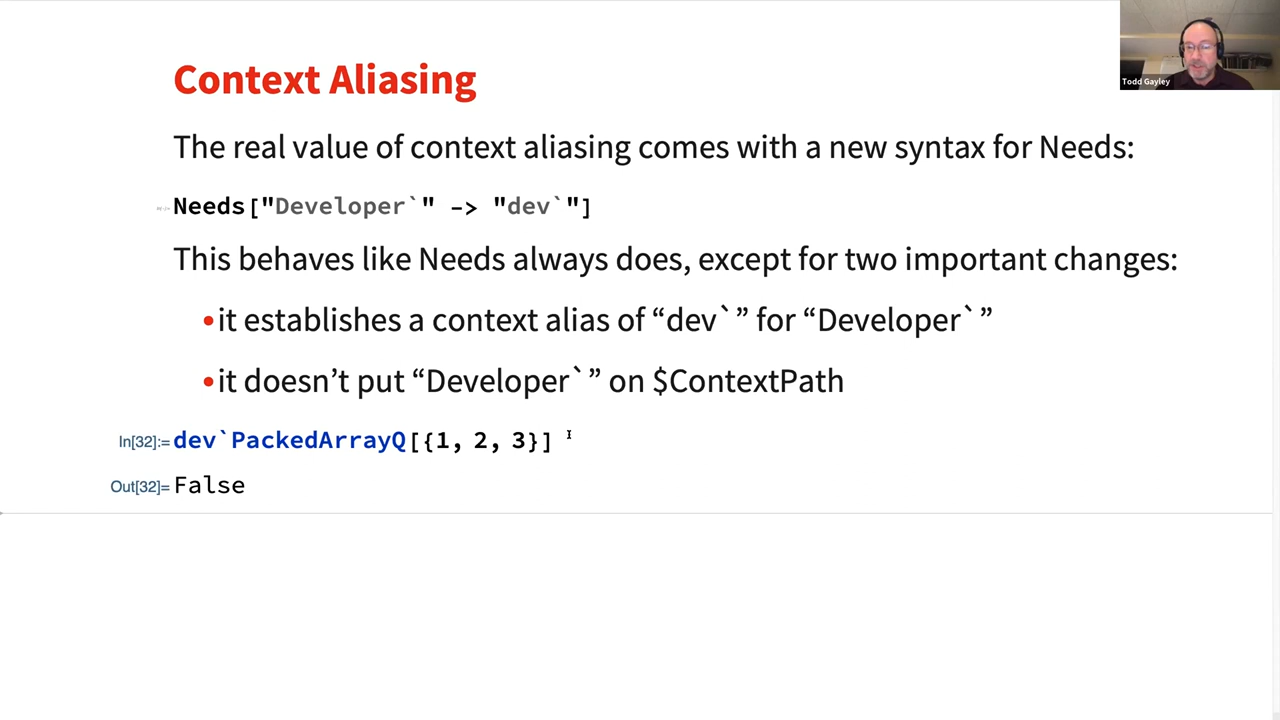 Context Aliasing
Todd Gayley
The real value of context aliasing comes with a new syntax for Needs:
Needs["Developer`" -> "dev`"]
This behaves like Needs always does, except for two important changes:
•it establishes a context alias of “dev`” for “Developer`”
•it doesn’t put “Developer`” on $ContextPath
In[32]:= dev`PackedArrayQ[{1, 2, 3}]
Out[32]= False